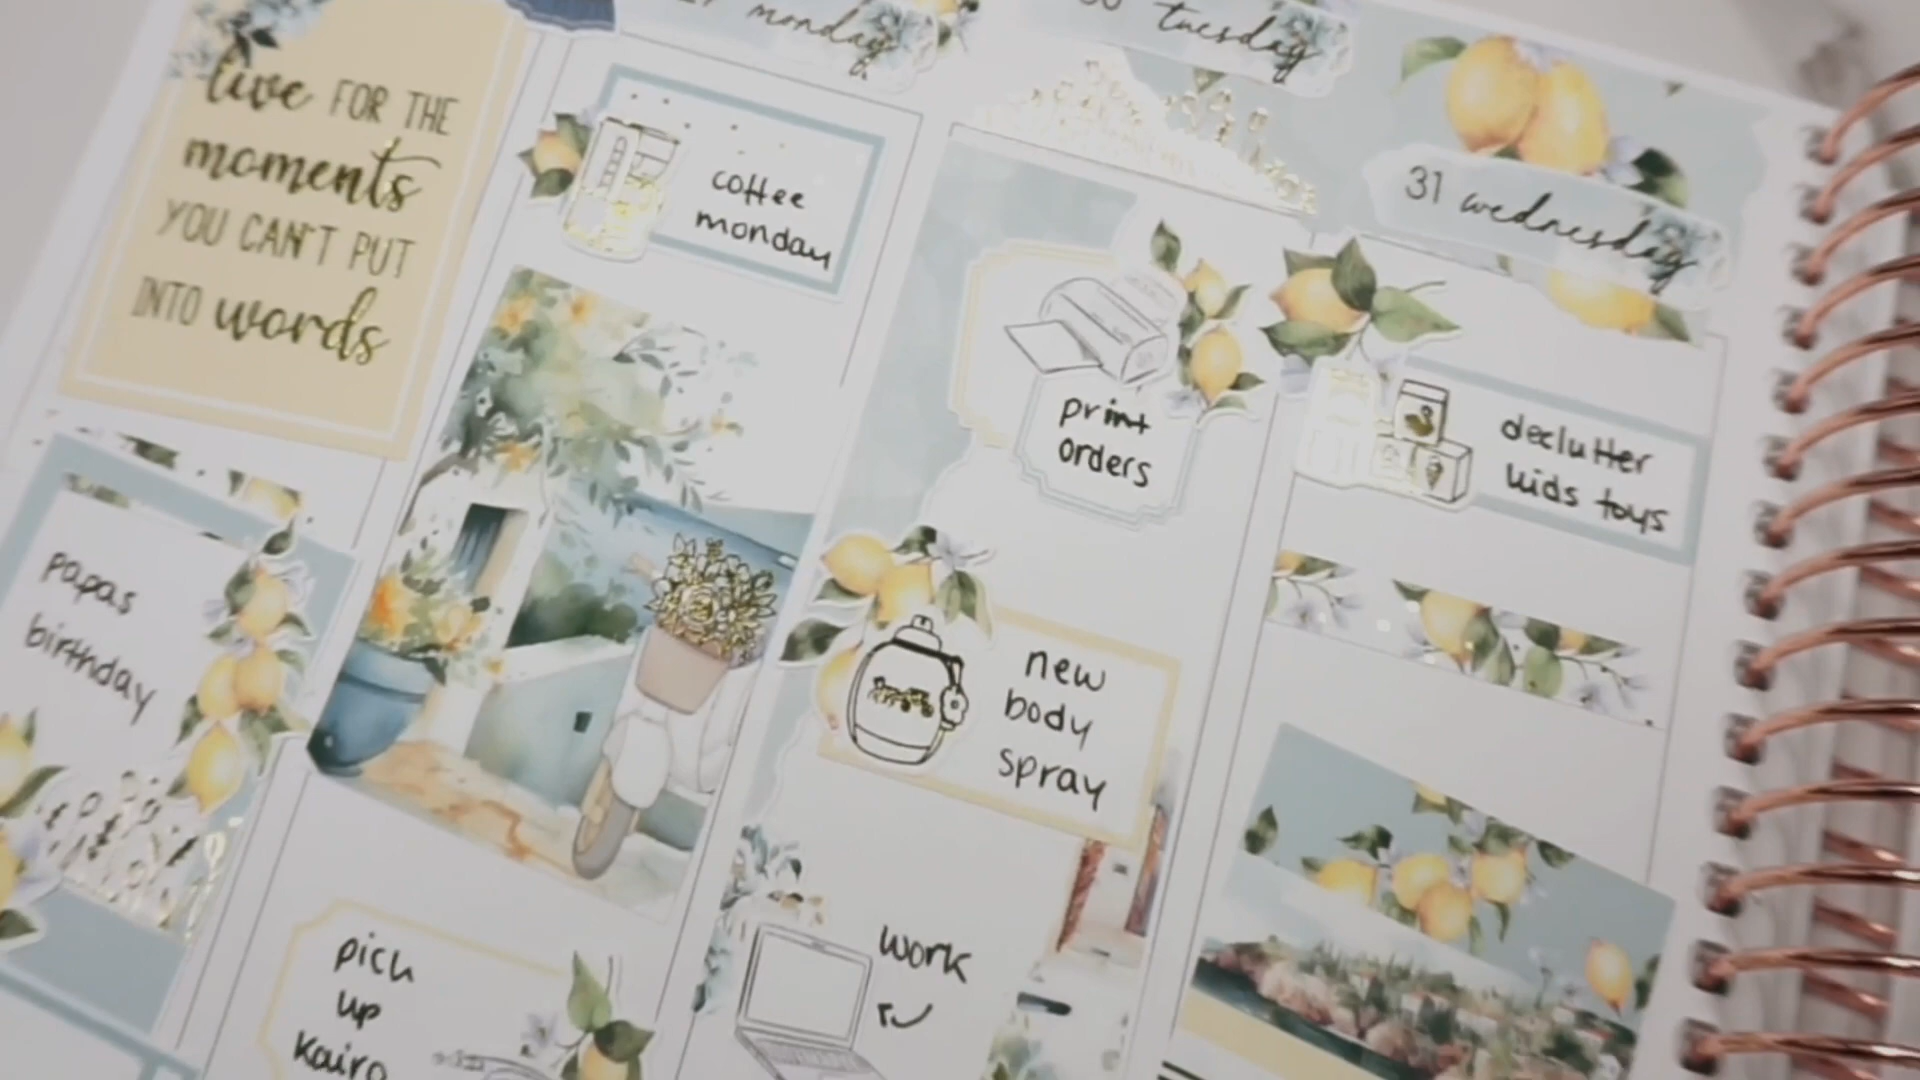 live FOR THE
moments
YOU CAN'T PUT
INTO words
papas
birthday
monday
coffee
monday
pick
up
Kairo
tuesday
print
orders
new
body
spray
work
31 wednesday
declutter
kids toys